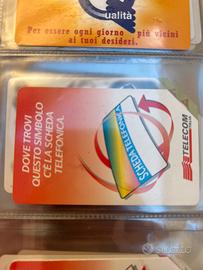 ualità
Per essere ogni giorno più vicini
ai tuoi desideri.
DOVE TROVI
QUESTO SIMBOLO
C'È LA SCHEDA
TELEFONICA.
SCHEDA TELEFONICA
TELECOM
subito